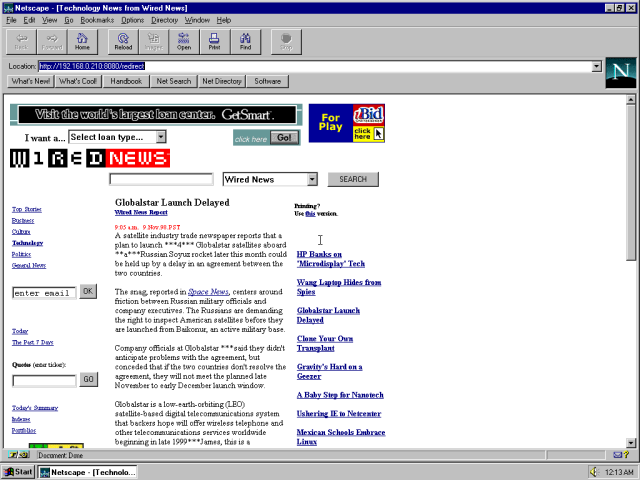 Netscape - [Technology News from Wired News]
File Edit View Go Bookmarks Options Directory Window Help
Back Forward Home Reload Images Open Print Find Stop
Location: http://192.168.0.210:8080/redirect
What's New! What's Cool! Handbook Net Search Net Directory Software
N
Visit the world's largest loan center. GetSmart.
For Play iBid click here
I want a... Select loan type... click here Go!
WIRED NEWS
Wired News SEARCH
Top Stories
Business
Culture
Technology
Politics
General News
enter email OK
Today
The Past 7 Days
Quotes (enter ticker):
GO
Today's Summary
Indexes
Portfolios
Globalstar Launch Delayed
Wired News Report
9:05 a.m. 9.Nov.98.PST
A satellite industry trade newspaper reports that a
plan to launch ***4*** Globalstar satellites aboard
**a***Russian Soyuz rocket later this month could
be held up by a delay in an agreement between the
two countries.
The snag, reported in Space News, centers around
friction between Russian military officials and
company executives. The Russians are demanding
the right to inspect American satellites before they
are launched from Baikonur, an active military base.
Company officials at Globalstar ***said they didn't
anticipate problems with the agreement, but
conceded that if the two countries don't resolve the
agreement, they will not meet the planned late
November to early December launch window.
Globalstar is a low-earth-orbiting (LEO)
satellite-based digital telecommunications system
that backers hope will offer wireless telephone and
other telecommunications services worldwide
beginning in late 1999***James, this is a
Printing?
Use this version.
HP Banks on
'Microdisplay' Tech
Wang Laptop Hides from
Spies
Globalstar Launch
Delayed
Clone Your Own
Transplant
Gravity's Hard on a
Geezer
A Baby Step for Nanotech
Ushering IE to Netcenter
Mexican Schools Embrace
Linux
Document: Done
Start Netscape - [Technolo... 12:13 AM